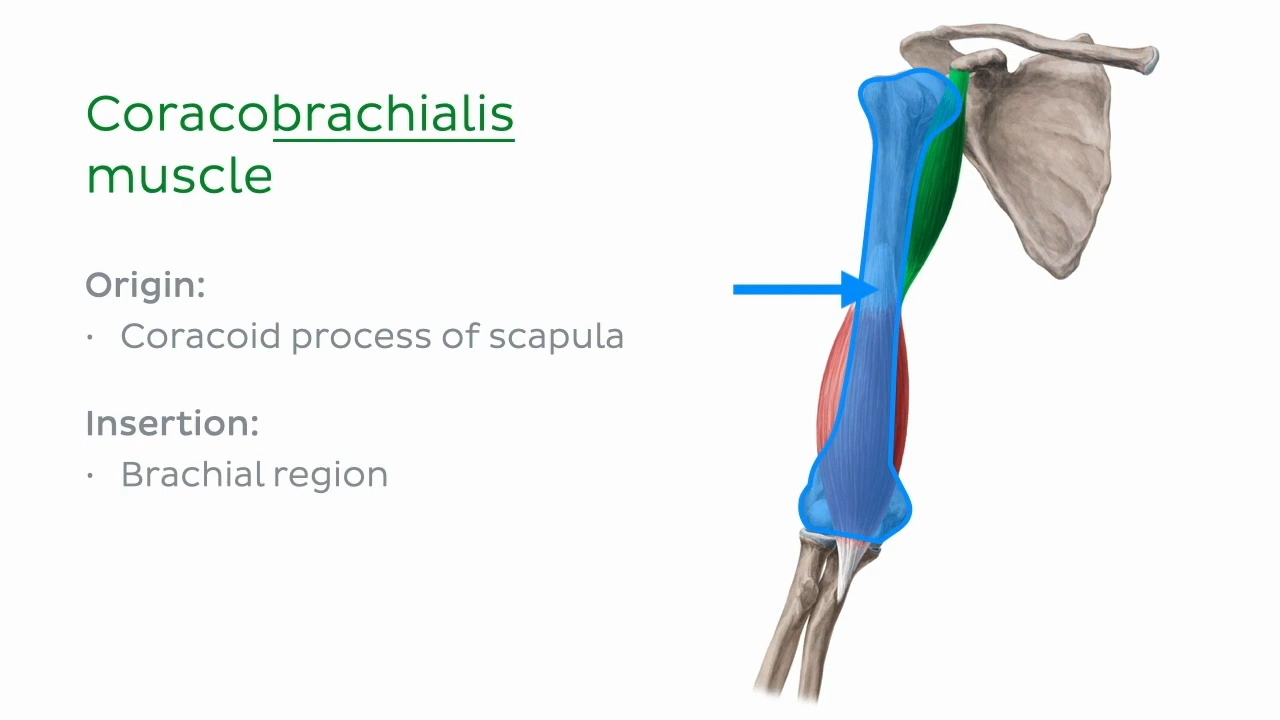 Coracobrachialis
muscle
Origin:
· Coracoid process of scapula
Insertion:
· Brachial region